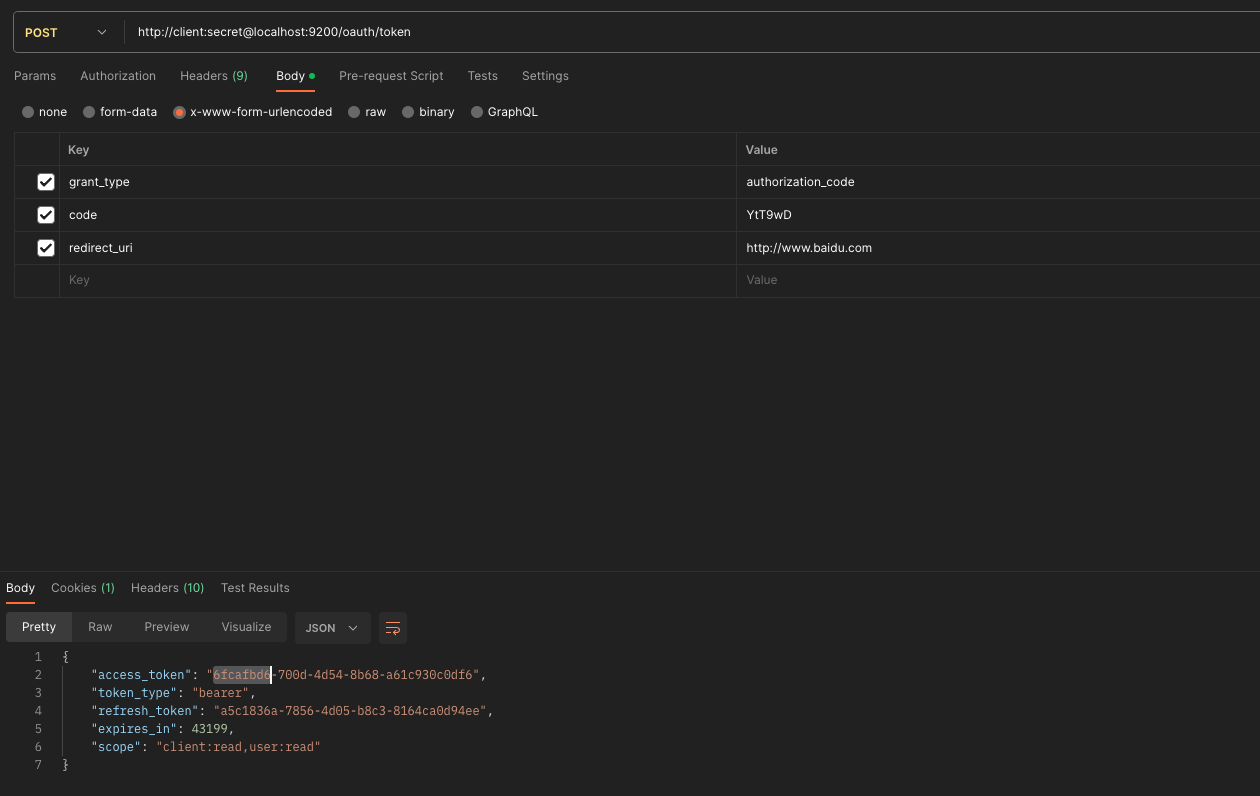 POST http://client:secret@localhost:9200/oauth/token
Params Authorization Headers (9) Body Pre-request Script Tests Settings
none form-data x-www-form-urlencoded raw binary GraphQL
Key Value
grant_type authorization_code
code YtT9wD
redirect_uri http://www.baidu.com
Key Value
Body Cookies (1) Headers (10) Test Results
Pretty Raw Preview Visualize JSON
1 {
2 "access_token": "6fcafbd6-700d-4d54-8b68-a61c930c0df6",
3 "token_type": "bearer",
4 "refresh_token": "a5c1836a-7856-4d05-b8c3-8164ca0d94ee",
5 "expires_in": 43199,
6 "scope": "client:read,user:read"
7 }